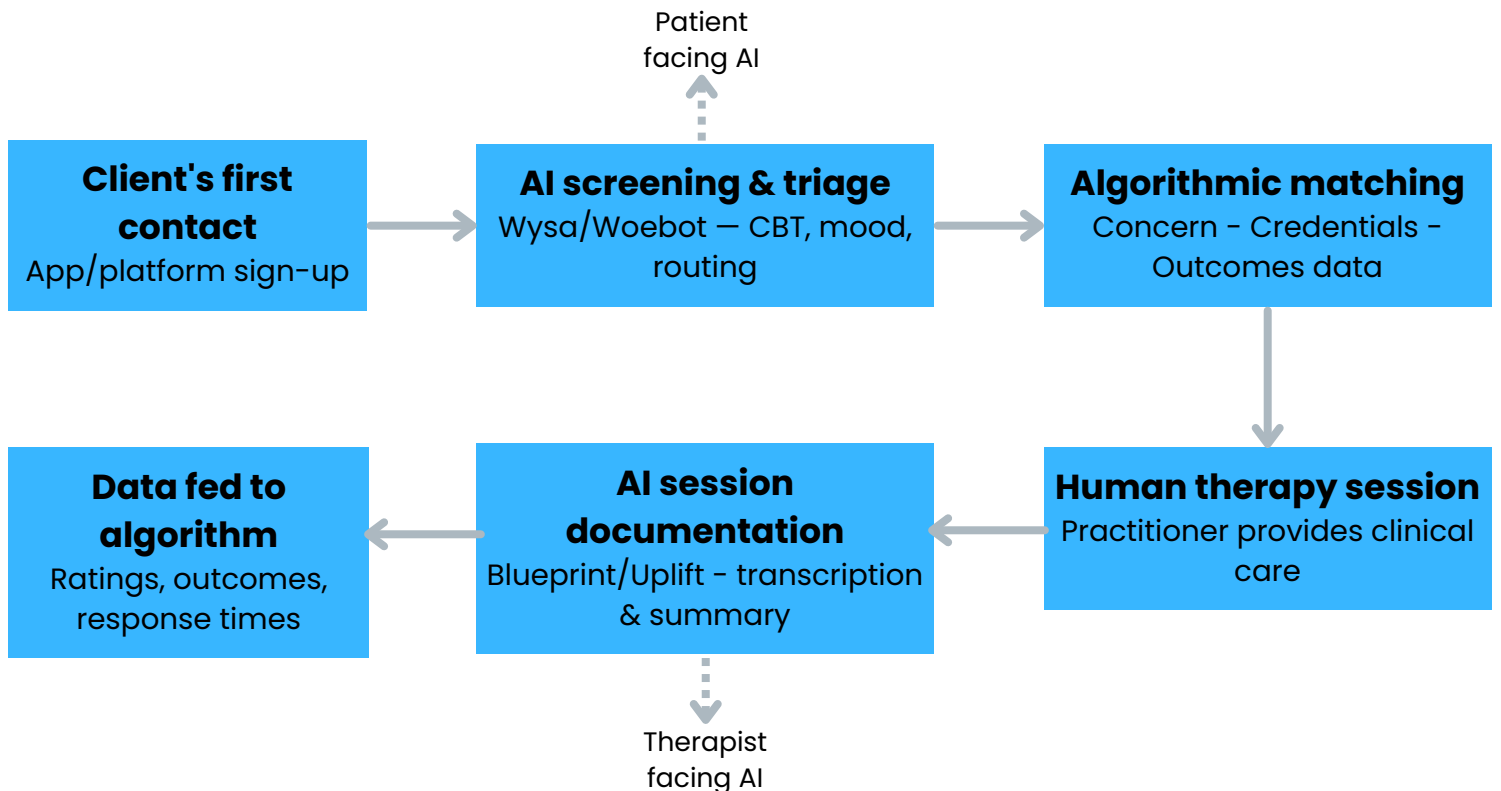 Patient
facing AI
Client's first
contact
App/platform sign-up
AI screening & triage
Wysa/Woebot — CBT, mood,
routing
Algorithmic matching
Concern - Credentials -
Outcomes data
Data fed to
algorithm
Ratings, outcomes,
response times
AI session
documentation
Blueprint/Uplift - transcription
& summary
Human therapy session
Practitioner provides clinical
care
Therapist
facing AI